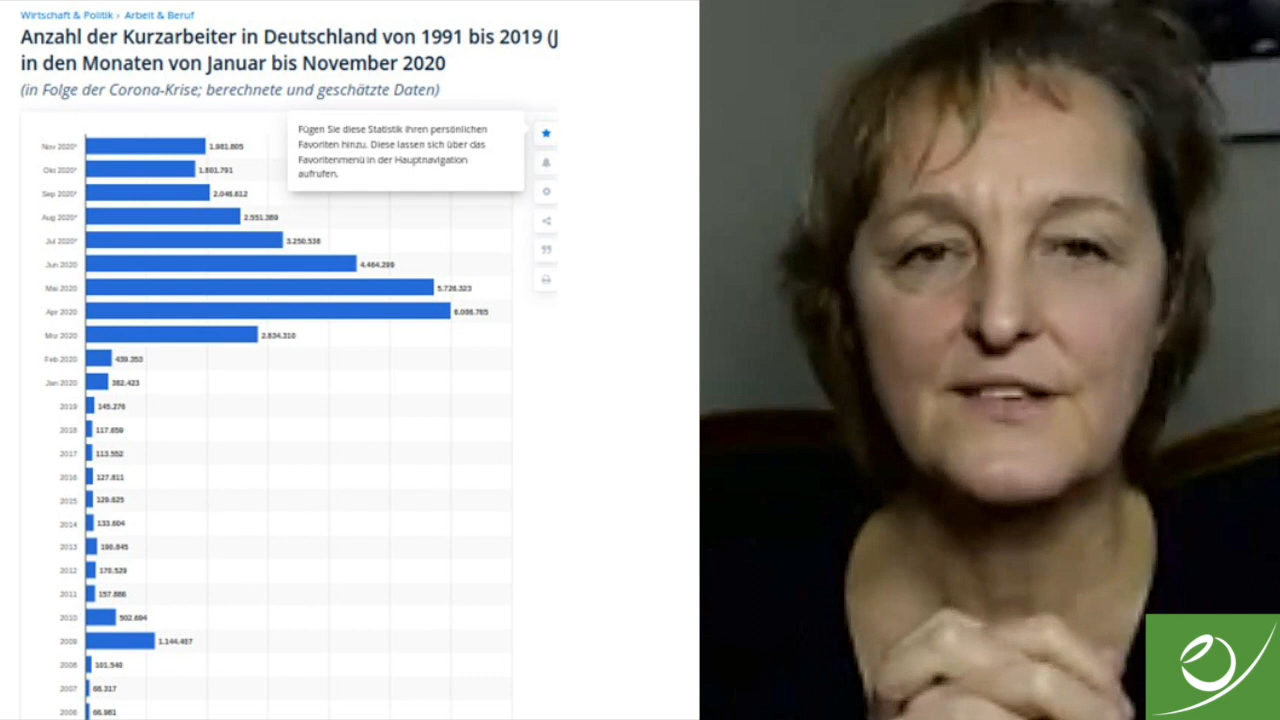 Wirtschaft & Politik › Arbeit & Beruf
Anzahl der Kurzarbeiter in Deutschland von 1991 bis 2019 (J
in den Monaten von Januar bis November 2020
(in Folge der Corona-Krise; berechnete und geschätzte Daten)
Fügen Sie diese Statistik Ihren persönlichen
Favoriten hinzu. Diese lassen sich über das
Favoritenmenü in der Hauptnavigation
aufrufen.
Nov 2020* 1.981.805
Okt 2020* 1.801.791
Sep 2020* 2.046.612
Aug 2020* 2.551.389
Jul 2020* 3.250.538
Jun 2020 4.464.299
Mai 2020 5.726.323
Apr 2020 6.006.765
Mrz 2020 2.834.310
Feb 2020 439.353
Jan 2020 382.423
2019 145.276
2018 117.659
2017 113.552
2016 127.811
2015 129.625
2014 133.604
2013 190.845
2012 170.529
2011 157.886
2010 502.694
2009 1.144.407
2008 101.540
2007 68.317
2006 66.981